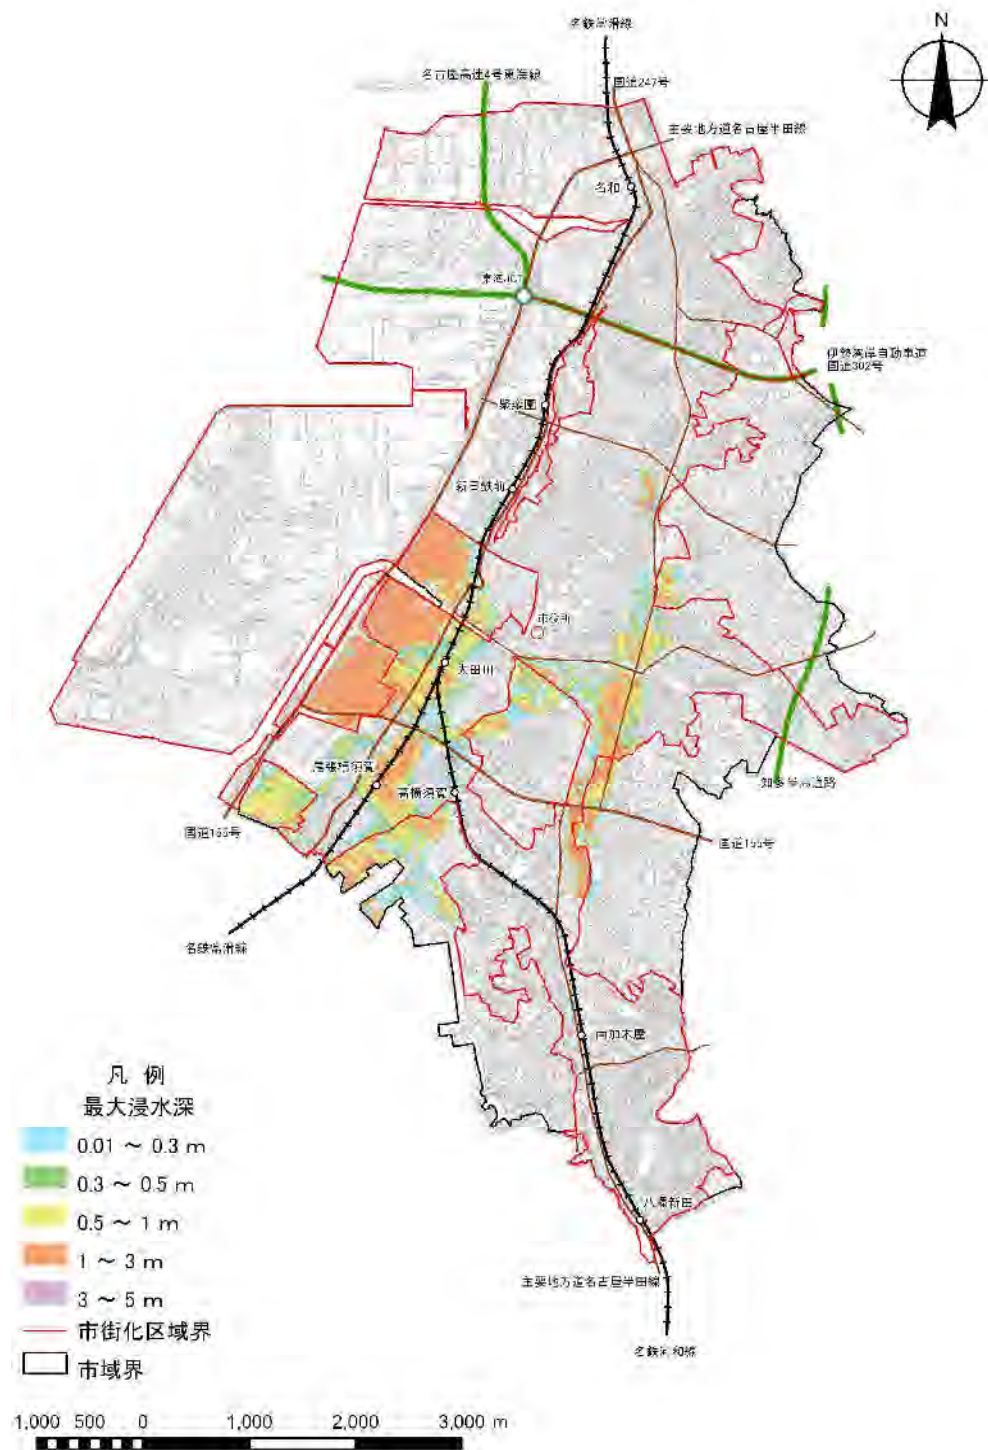 名鉄常滑線
N
名古屋高速4号東海線
国道247号
主要地方道名古屋半田線
名和
東海JCT
伊勢湾岸自動車道
国道302号
聚楽園
新日鉄前
市役所
太田川
尾張横須賀
高横須賀
知多半島道路
国道155号
国道155号
名鉄常滑線
南加木屋
八幡新田
主要地方道名古屋半田線
名鉄河和線
凡 例
最大浸水深
0.01 ～ 0.3 m
0.3 ～ 0.5 m
0.5 ～ 1 m
1 ～ 3 m
3 ～ 5 m
市街化区域界
市域界
1,000 500 0 1,000 2,000 3,000 m